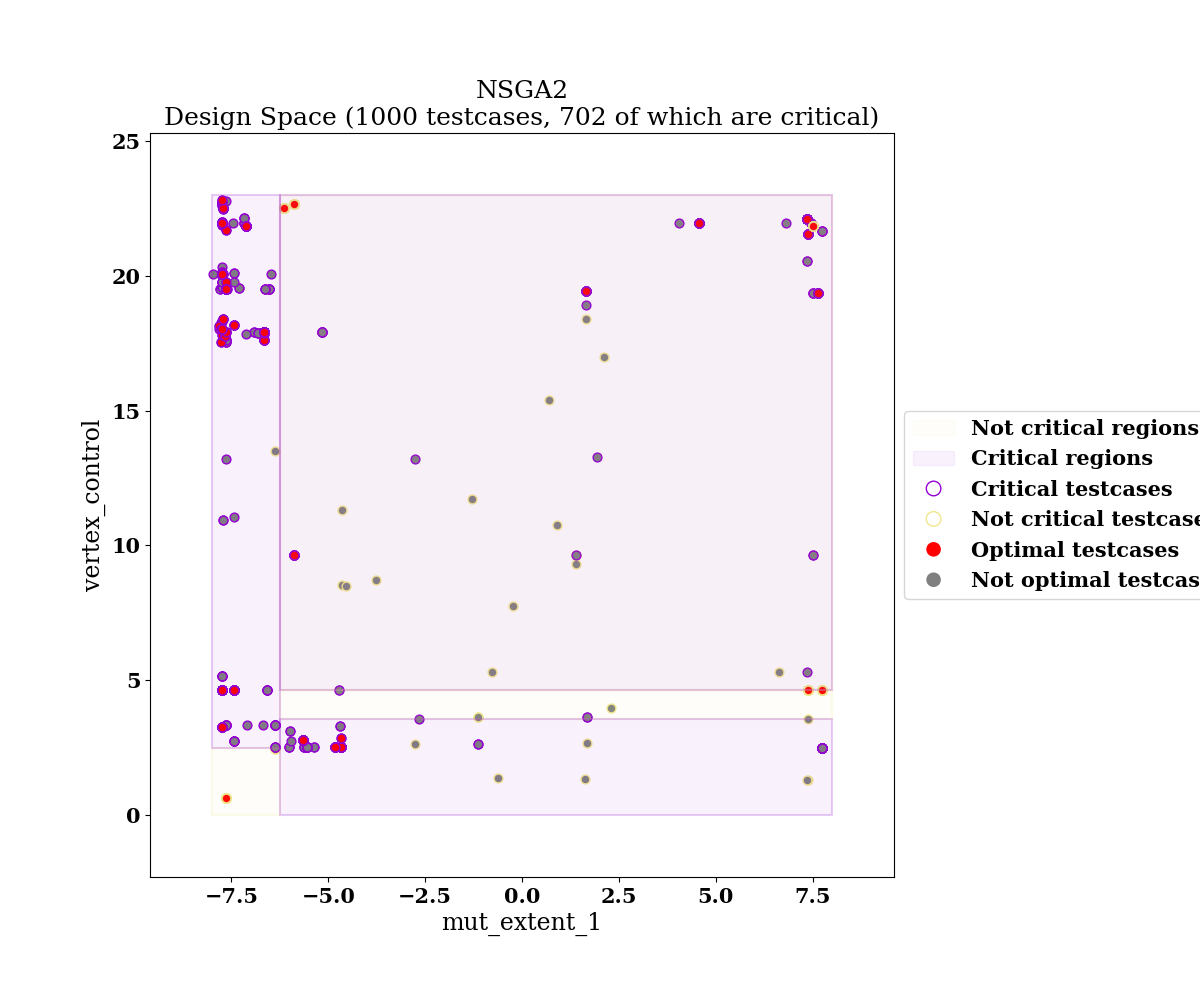 NSGA2
Design Space (1000 testcases, 702 of which are critical)
25
20
15
10
5
0
vertex_control
−7.5
−5.0
−2.5
0.0
2.5
5.0
7.5
mut_extent_1
Not critical regions
Critical regions
Critical testcases
Not critical testcase
Optimal testcases
Not optimal testcas